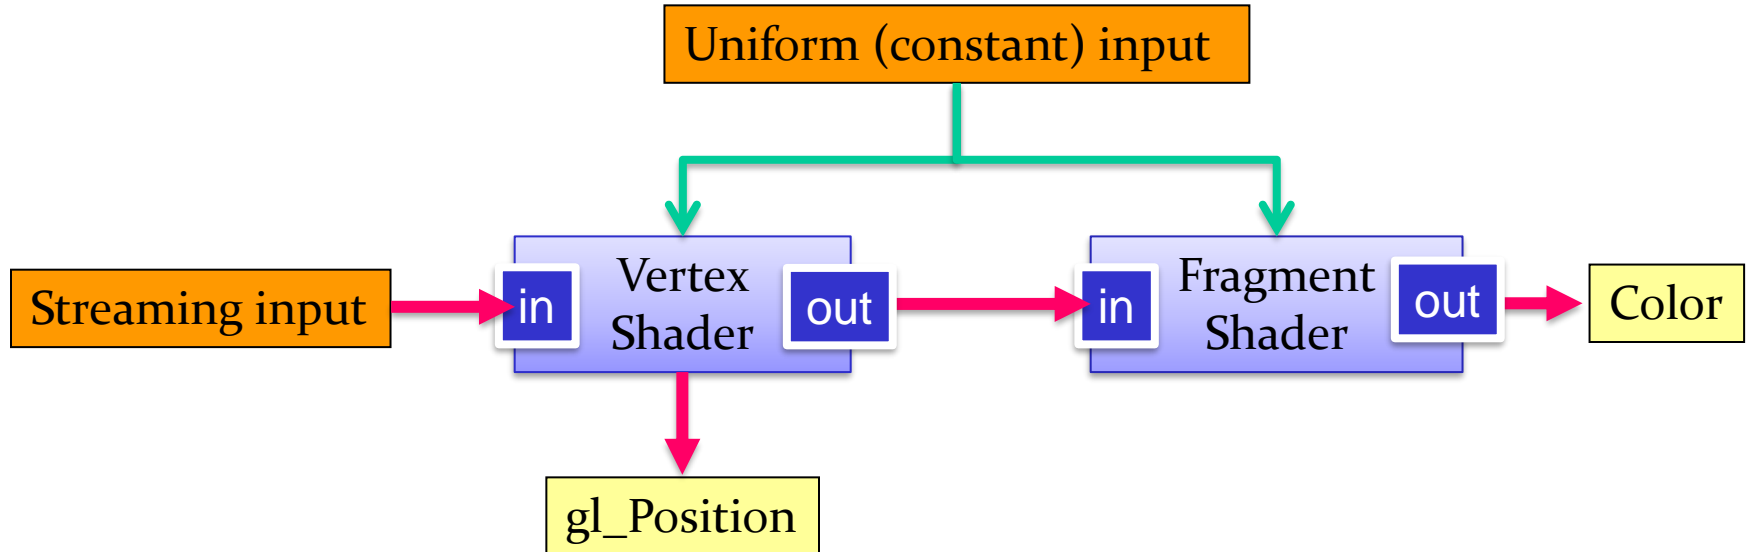 Uniform (constant) input
Streaming input
in
Vertex
Shader
out
in
Fragment
Shader
out
Color
gl_Position